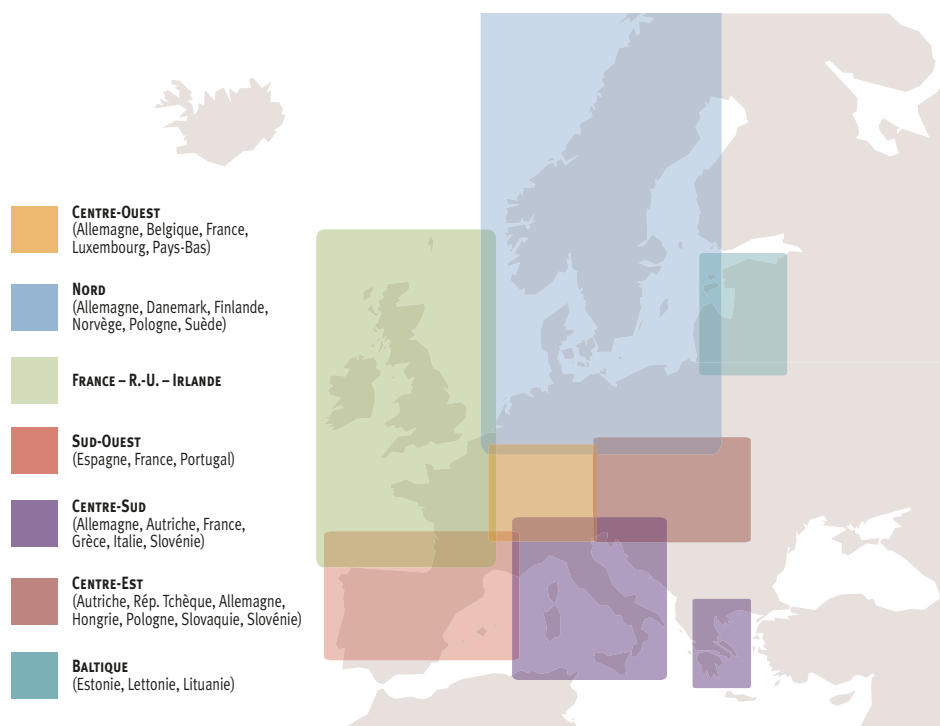 CENTRE-OUEST
(Allemagne, Belgique, France,
Luxembourg, Pays-Bas)
NORD
(Allemagne, Danemark, Finlande,
Norvège, Pologne, Suède)
FRANCE – R.-U. – IRLANDE
SUD-OUEST
(Espagne, France, Portugal)
CENTRE-SUD
(Allemagne, Autriche, France,
Grèce, Italie, Slovénie)
CENTRE-EST
(Autriche, Rép. Tchèque, Allemagne,
Hongrie, Pologne, Slovaquie, Slovénie)
BALTIQUE
(Estonie, Lettonie, Lituanie)